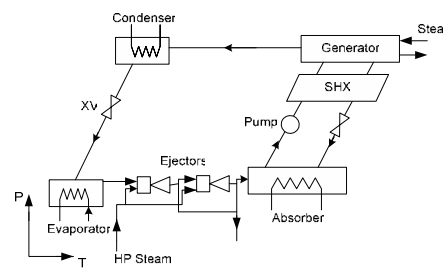 Condenser
Generator
Stea
SHX
XV
Pump
Ejectors
P
Evaporator
Absorber
T
HP Steam